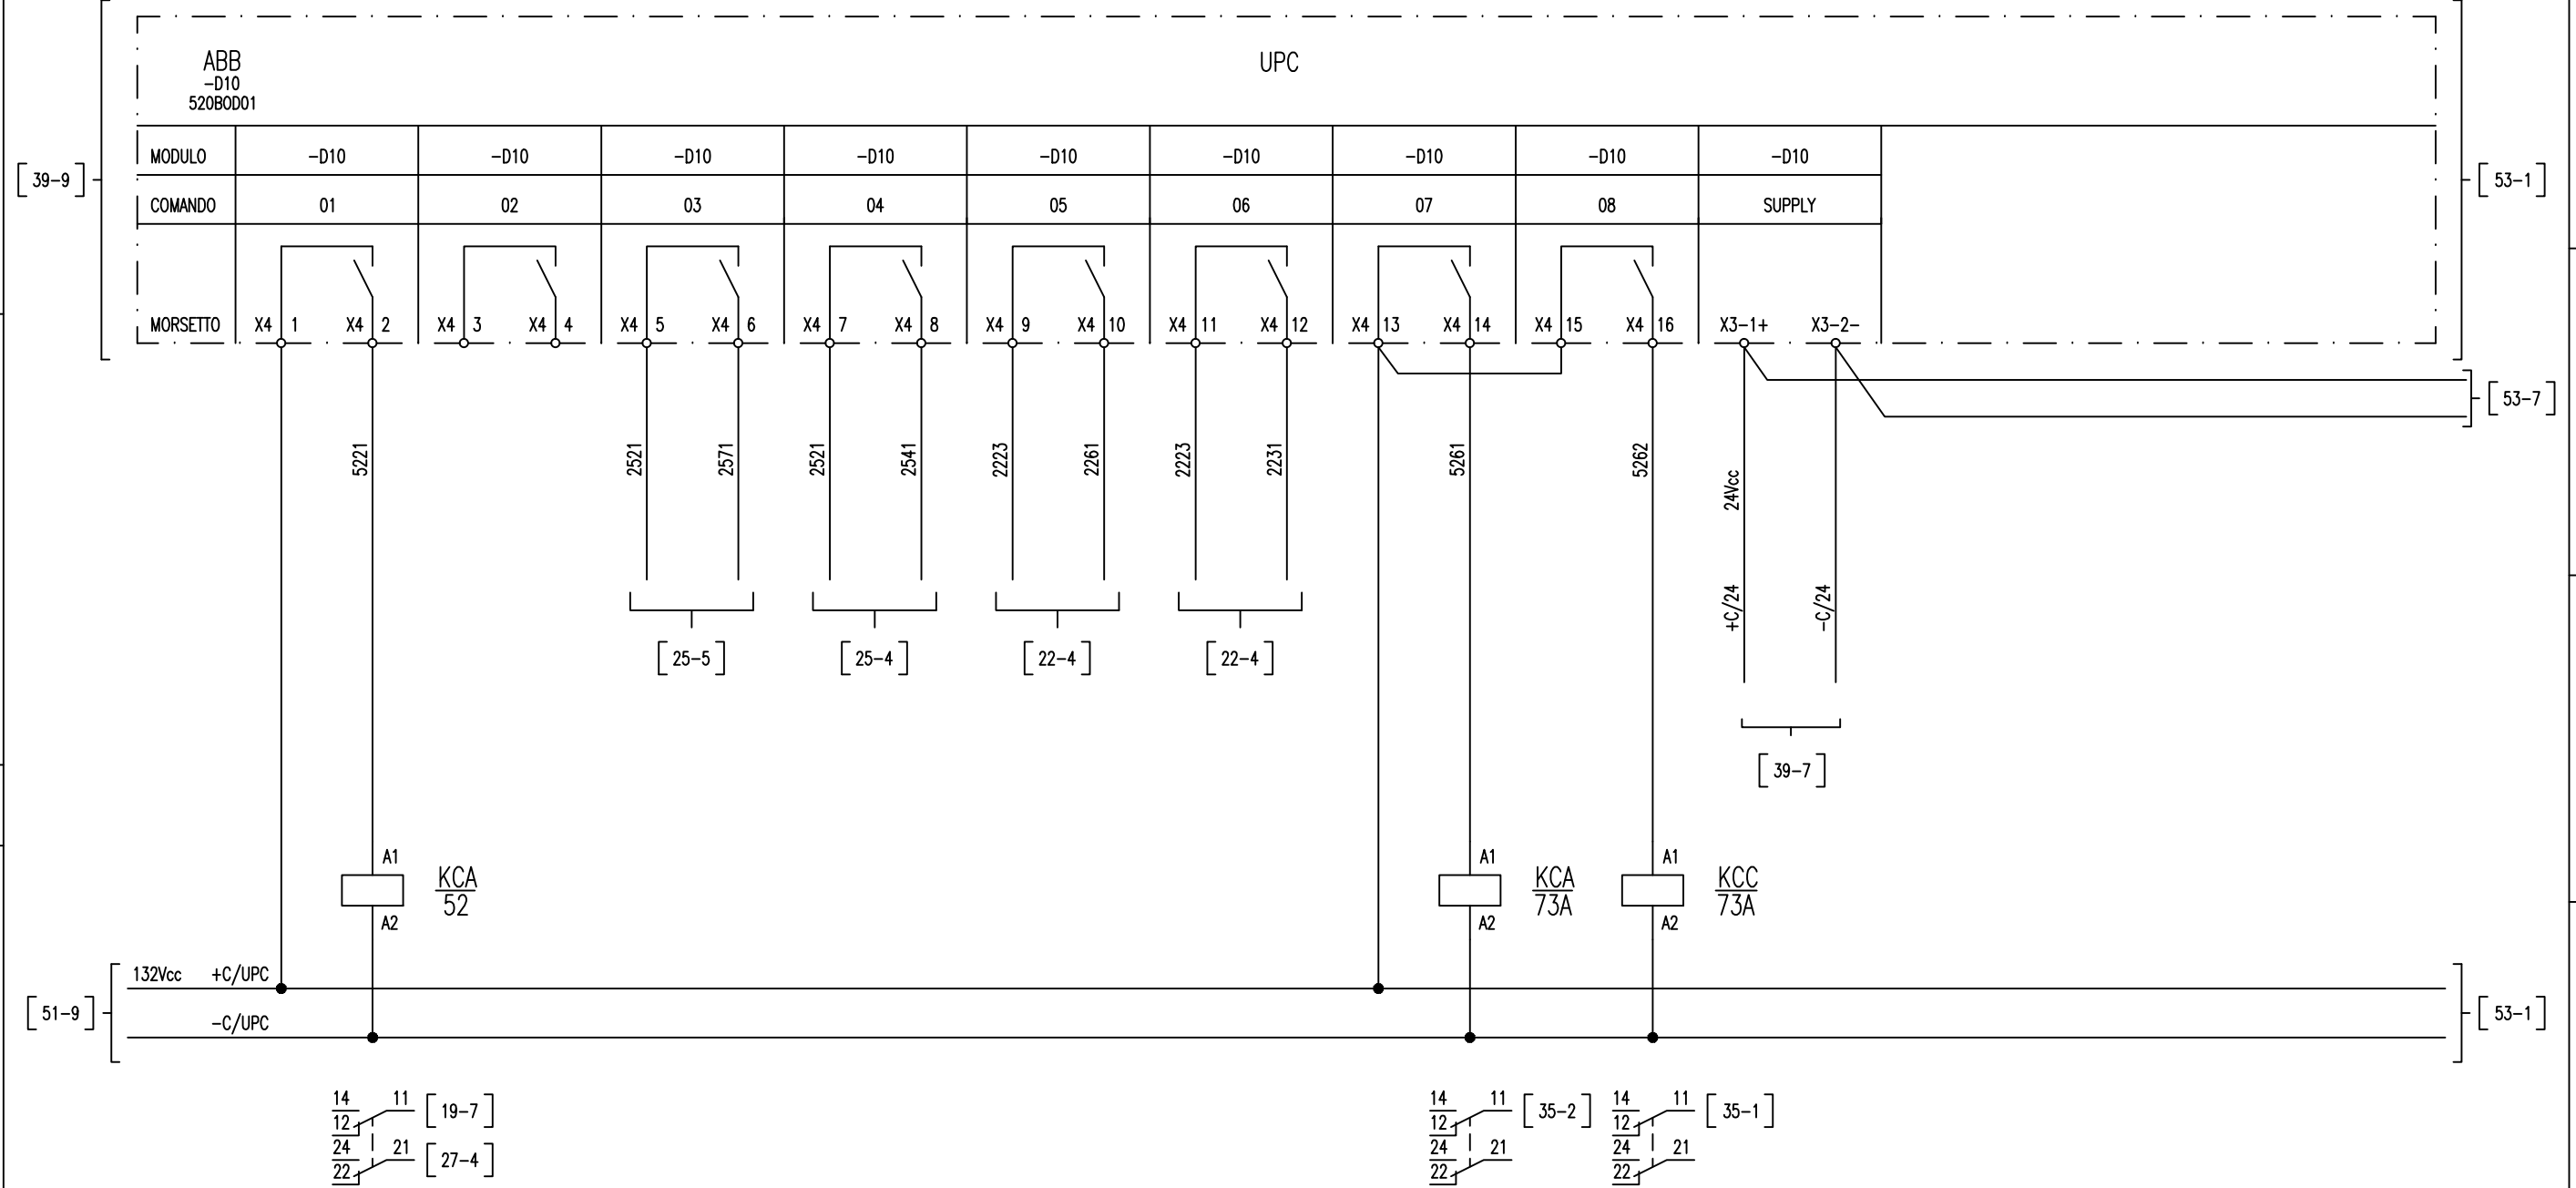 ABB
-D10
520BOD01
UPC
MODULO -D10 -D10 -D10 -D10 -D10 -D10 -D10 -D10 -D10
[39-9] [53-1]
COMANDO 01 02 03 04 05 06 07 08 SUPPLY
MORSETTO X4 1 X4 2 X4 3 X4 4 X4 5 X4 6 X4 7 X4 8 X4 9 X4 10 X4 11 X4 12 X4 13 X4 14 X4 15 X4 16 X3-1+ X3-2-
[53-7]
5221 2521 2571 2521 2541 2223 2261 2223 2231 5261 5262 24Vcc
+C/24 -C/24
[25-5] [25-4] [22-4] [22-4]
[39-7]
A1 A1 A1
KCA KCA KCC
52 73A 73A
A2 A2 A2
132Vcc +C/UPC
[51-9] [53-1]
-C/UPC
14 11 [19-7] 14 11 [35-2] 14 11 [35-1]
12 12 12
24 21 [27-4] 24 21 24 21
22 22 22